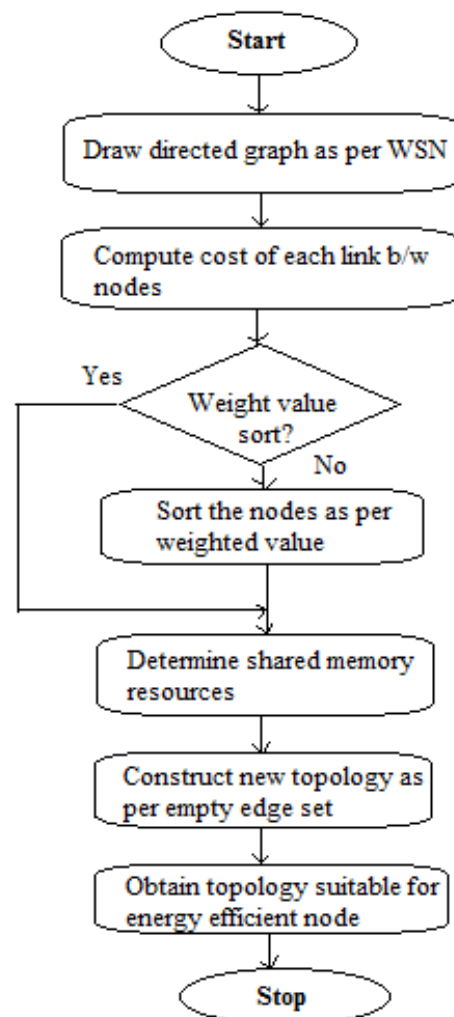 Start
Draw directed graph as per WSN
Compute cost of each link b/w
nodes
Yes
Weight value
sort?
No
Sort the nodes as per
weighted value
Determine shared memory
resources
Construct new topology as
per empty edge set
Obtain topology suitable for
energy efficient node
Stop